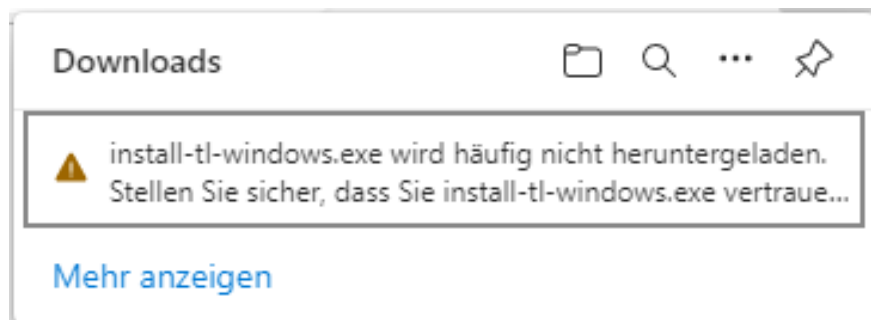 Downloads
install-tl-windows.exe wird häufig nicht heruntergeladen.
Stellen Sie sicher, dass Sie install-tl-windows.exe vertraue...
Mehr anzeigen